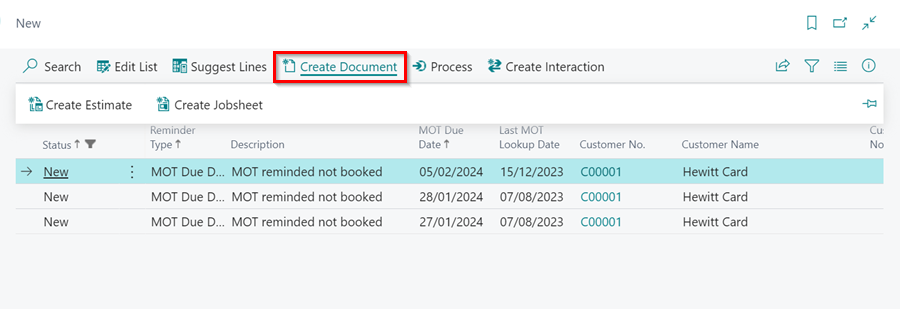 New
Search Edit List Suggest Lines Create Document Process Create Interaction
Create Estimate Create Jobsheet
Status↑ Reminder Type↑ Description MOT Due Date↑ Last MOT Lookup Date Customer No. Customer Name Cu No
New MOT Due D... MOT reminded not booked 05/02/2024 15/12/2023 C00001 Hewitt Card
New MOT Due D... MOT reminded not booked 28/01/2024 07/08/2023 C00001 Hewitt Card
New MOT Due D... MOT reminded not booked 27/01/2024 07/08/2023 C00001 Hewitt Card